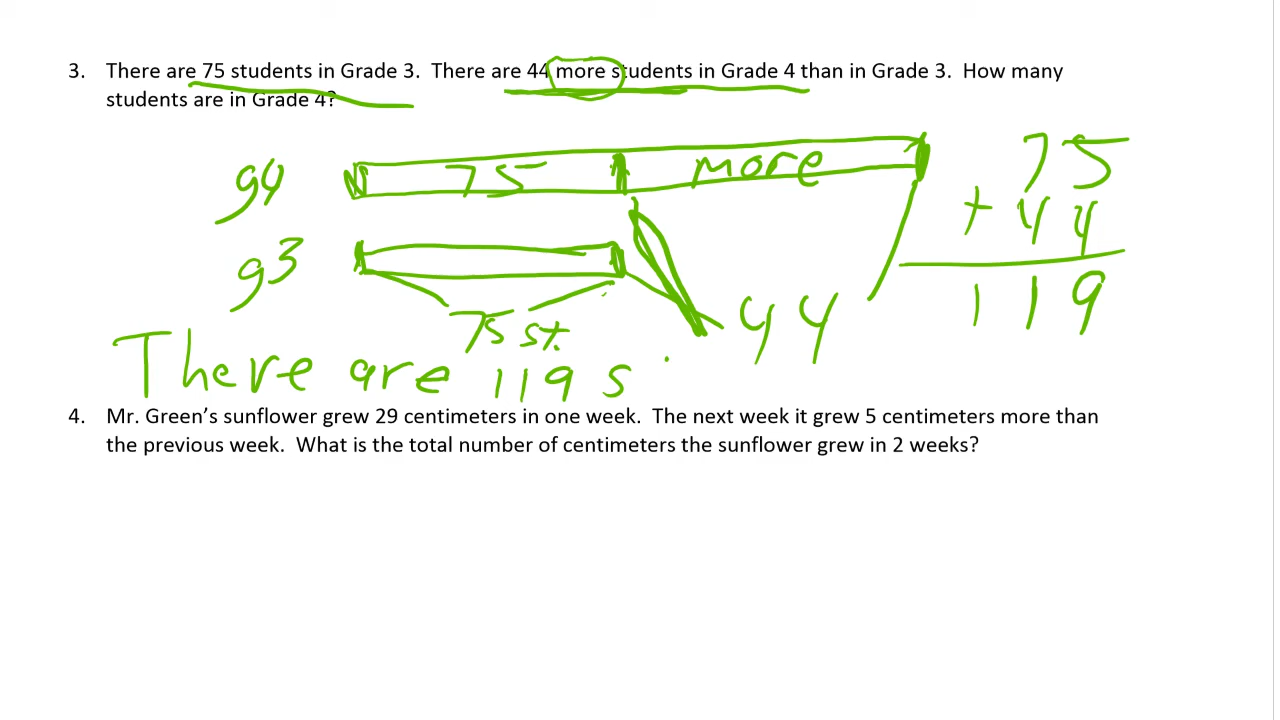 3. There are 75 students in Grade 3. There are 44 more students in Grade 4 than in Grade 3. How many
students are in Grade 4?
g4 75 more
75
+ 44
119
g3
75 st.
44
There are 119 s
4. Mr. Green’s sunflower grew 29 centimeters in one week. The next week it grew 5 centimeters more than
the previous week. What is the total number of centimeters the sunflower grew in 2 weeks?